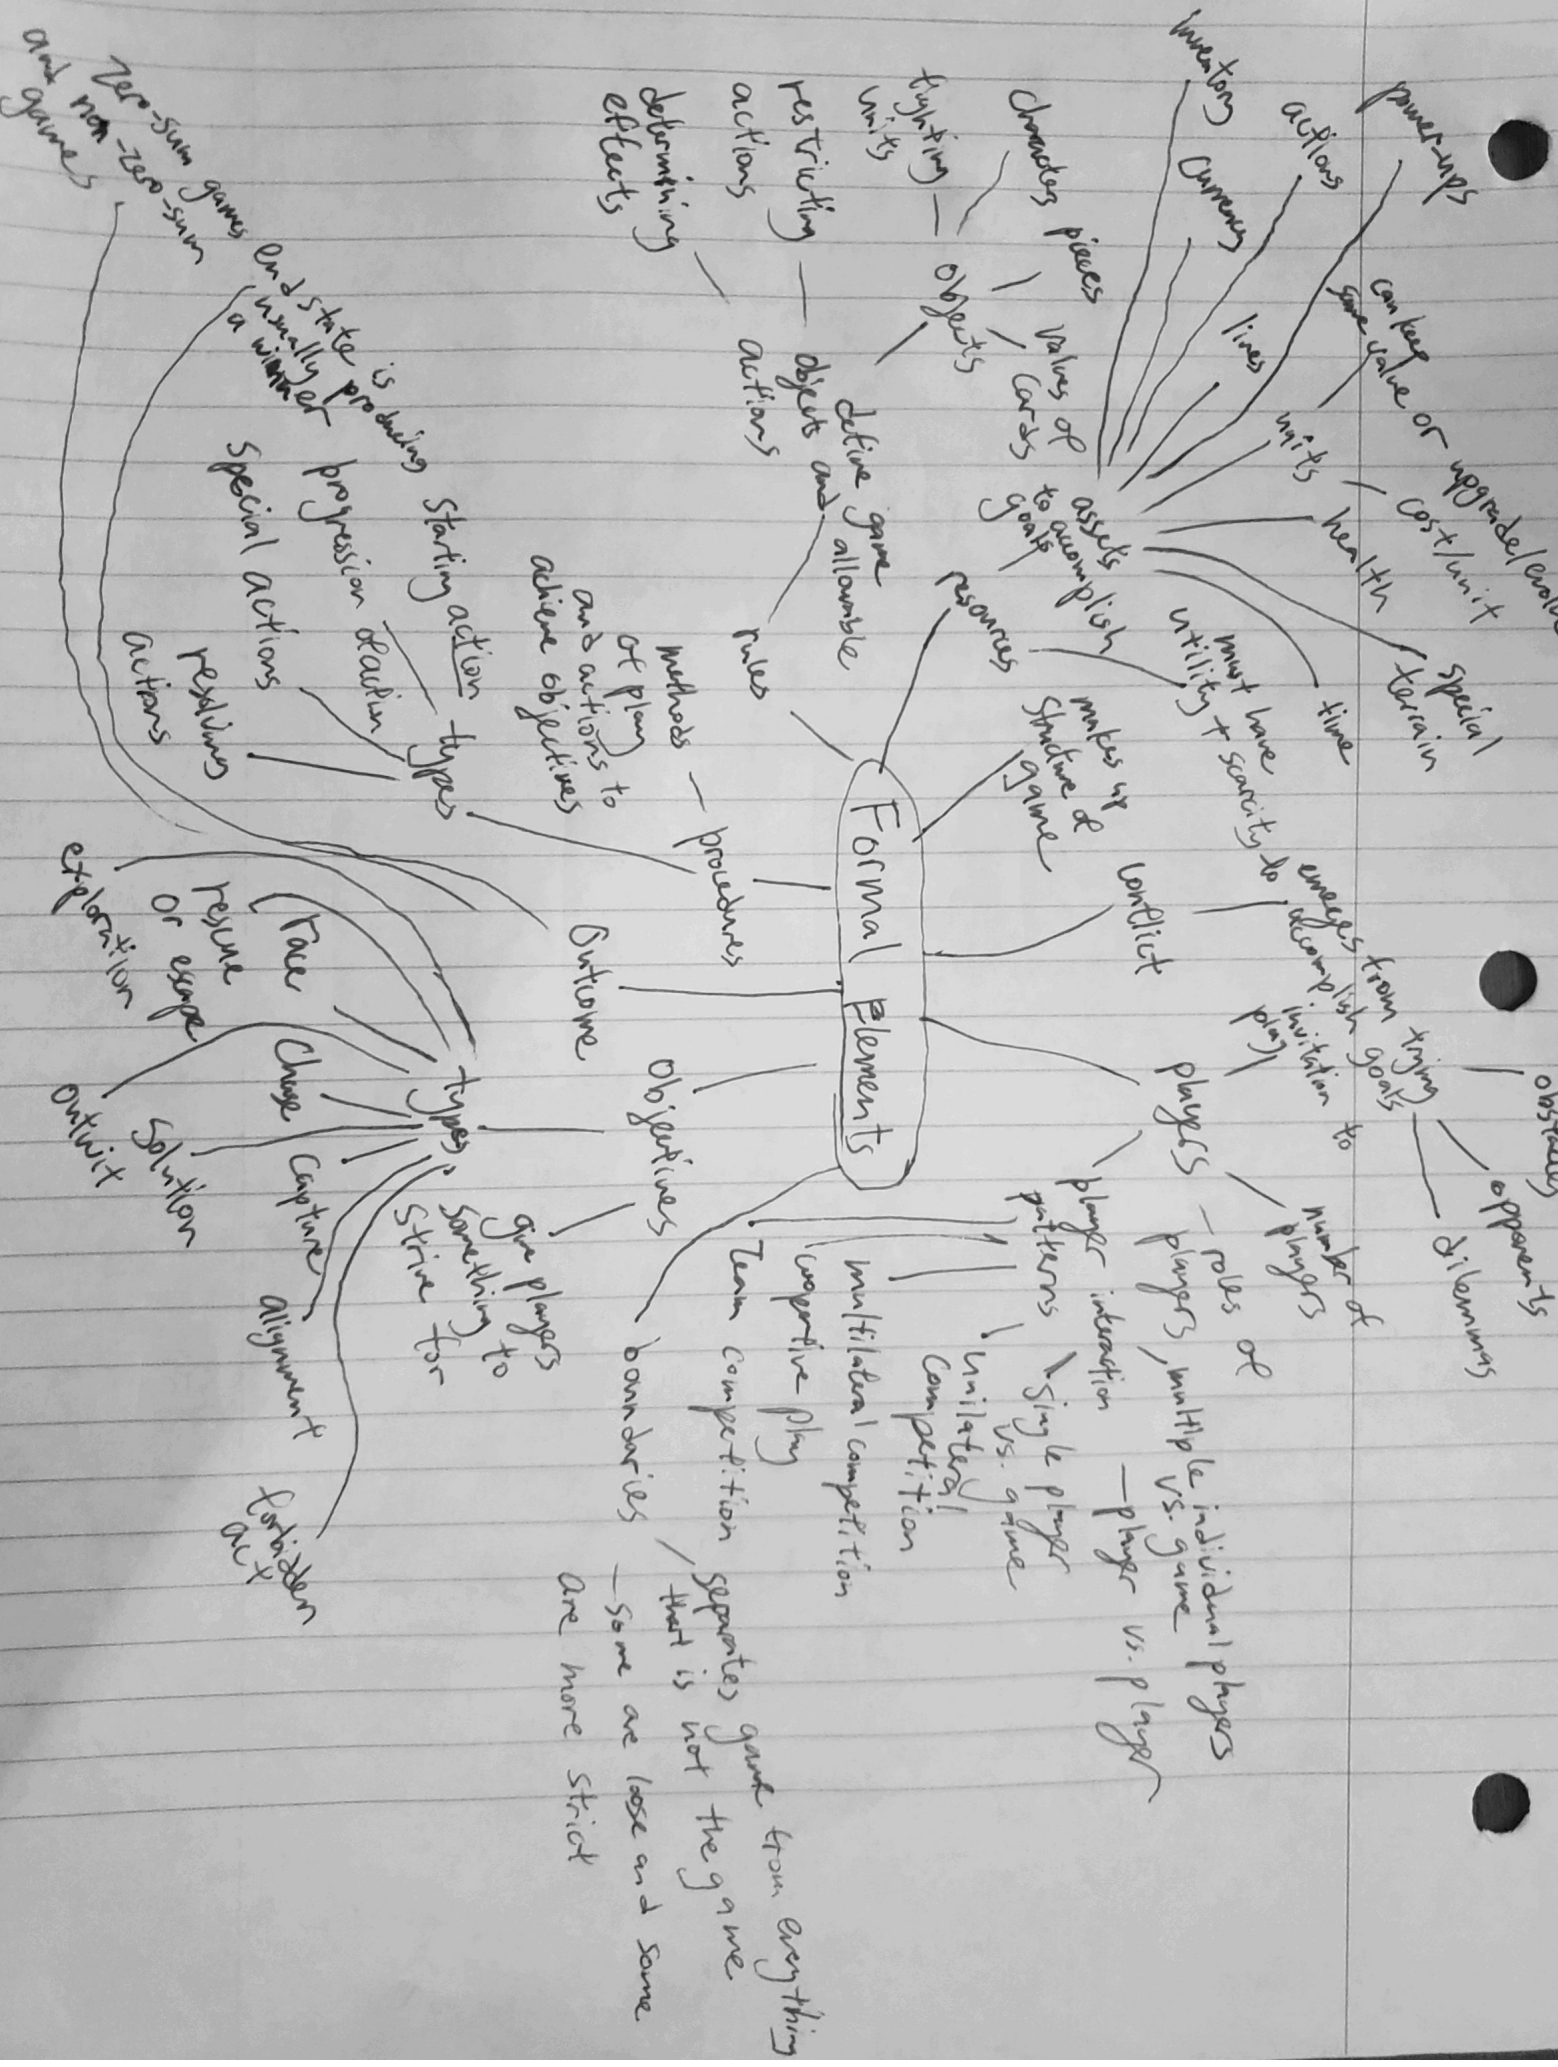 Formal Elements
makes up
structure of
game
resources
assets
to accomplish
goals
inventory
currency
actions
lives
power-ups
units
can keep
same value or upgrade/evolve
cost/unit
health
special
terrain
time
must have
utility + scarcity
conflict
emerges from trying
to accomplish goals
obstacles
opponents
dilemmas
players
invitation to
play
number of
players
roles of
players
player interaction
patterns
single player
vs. game
multiple individual players
vs. game
player vs. player
unilateral
competition
multilateral competition
cooperative play
Team competition
boundaries
separates game from everything
that is not the game
some are loose and some
are more strict
Objectives
give players
something to
strive for
types
capture
chase
race
alignment
rescue
or escape
forbidden
act
exploration
solution
outwit
Outcome
end state is
usually producing
a winner
zero-sum games
and non-zero-sum
games
procedures
methods
of play
and actions to
achieve objectives
types
starting action
progression
of action
special actions
resolving
actions
rules
define game
objects and allowable
actions
Objects
characters
pieces
values of
cards
fighting
units
restricting
actions
determining
effects